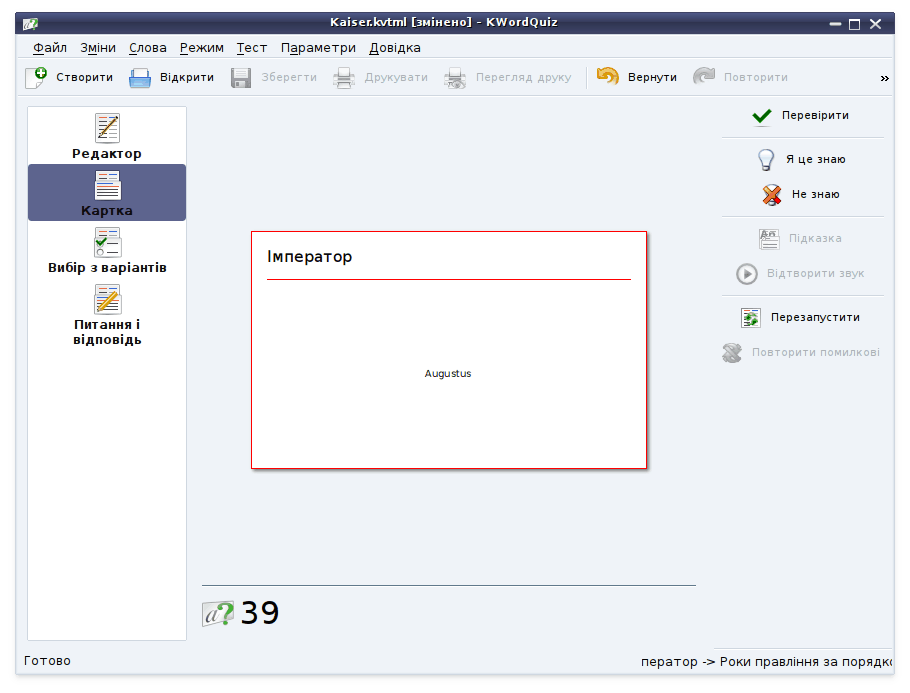 Kaiser.kvtml [змінено] – KWordQuiz
Файл Зміни Слова Режим Тест Параметри Довідка
Створити Відкрити Зберегти Друкувати Перегляд друку Вернути Повторити »
Редактор
Картка
Вибір з варіантів
Питання і
відповідь
Імператор
Augustus
a? 39
Перевірити
Я це знаю
Не знаю
Підказка
Відтворити звук
Перезапустити
Повторити помилкові
Готово
ператор -> Роки правління за порядко